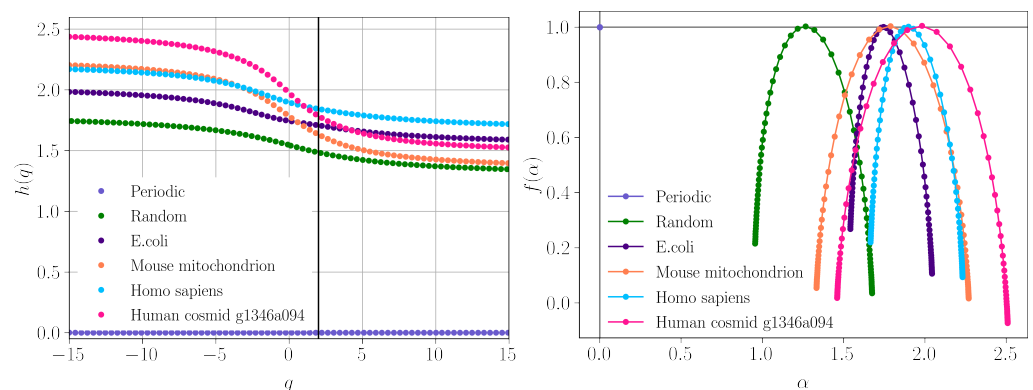 2.5
2.0
1.5
1.0
0.5
0.0
h(q)
Periodic
Random
E.coli
Mouse mitochondrion
Homo sapiens
Human cosmid g1346a094
−15 −10 −5 0 5 10 15
q
1.0
0.8
0.6
0.4
0.2
0.0
f(α)
Periodic
Random
E.coli
Mouse mitochondrion
Homo sapiens
Human cosmid g1346a094
0.0 0.5 1.0 1.5 2.0 2.5
α